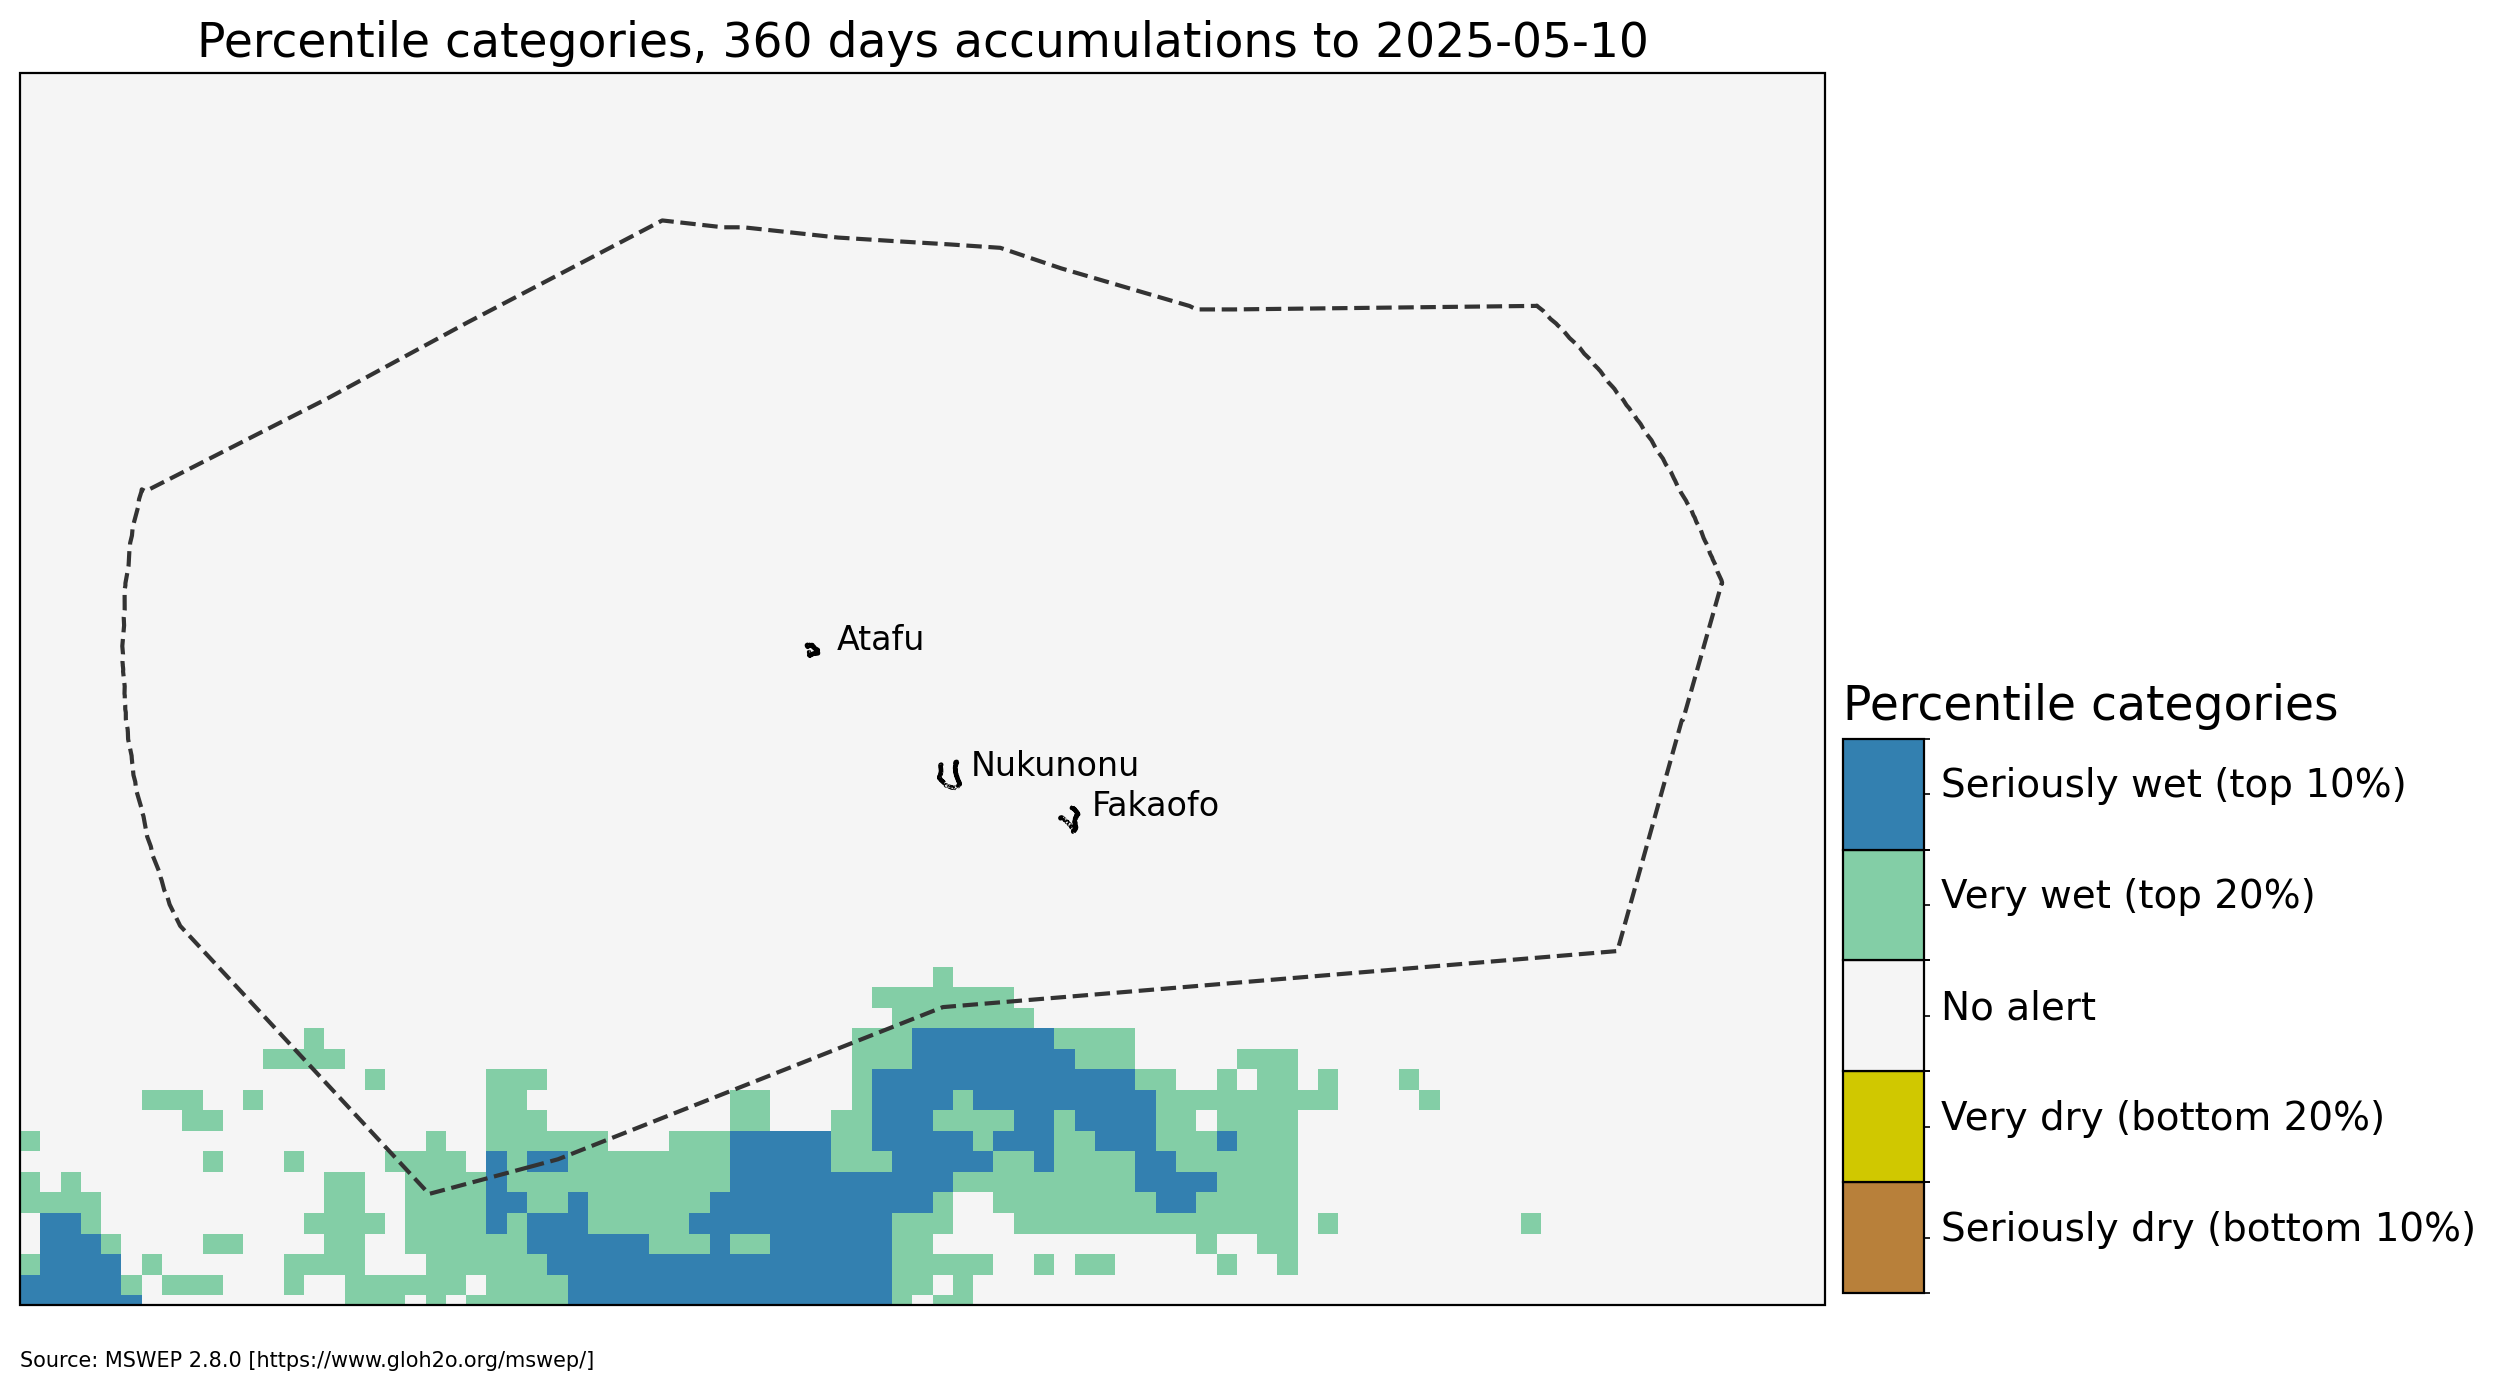 Percentile categories, 360 days accumulations to 2025-05-10
Atafu
Nukunonu
Fakaofo
Percentile categories
Seriously wet (top 10%)
Very wet (top 20%)
No alert
Very dry (bottom 20%)
Seriously dry (bottom 10%)
Source: MSWEP 2.8.0 [https://www.gloh2o.org/mswep/]